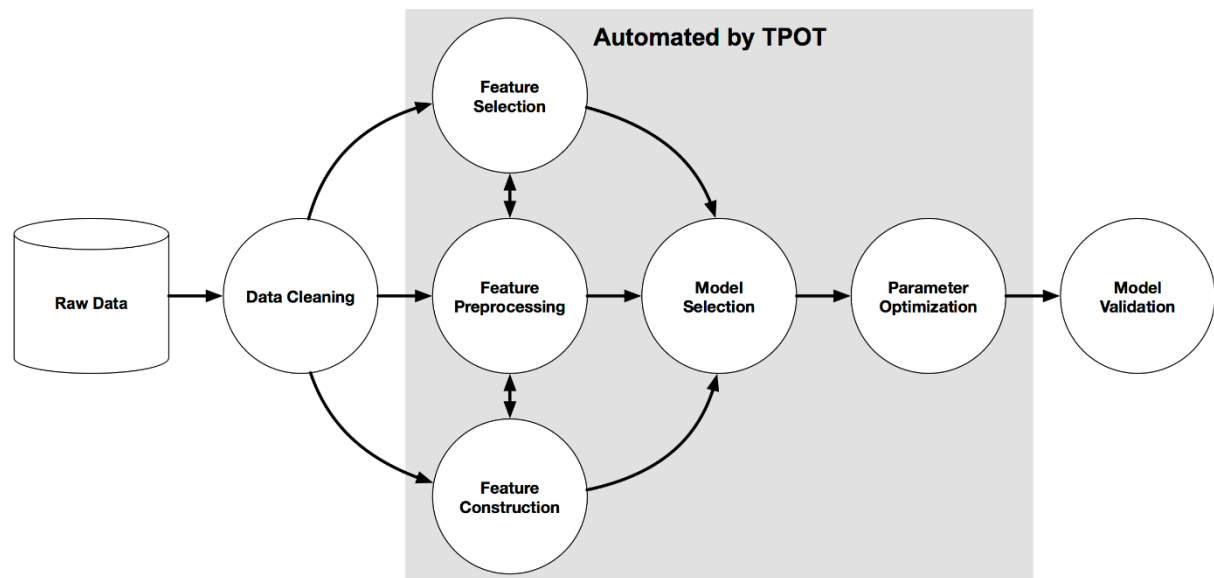 Automated by TPOT
Feature
Selection
Raw Data
Data Cleaning
Feature
Preprocessing
Model
Selection
Parameter
Optimization
Model
Validation
Feature
Construction